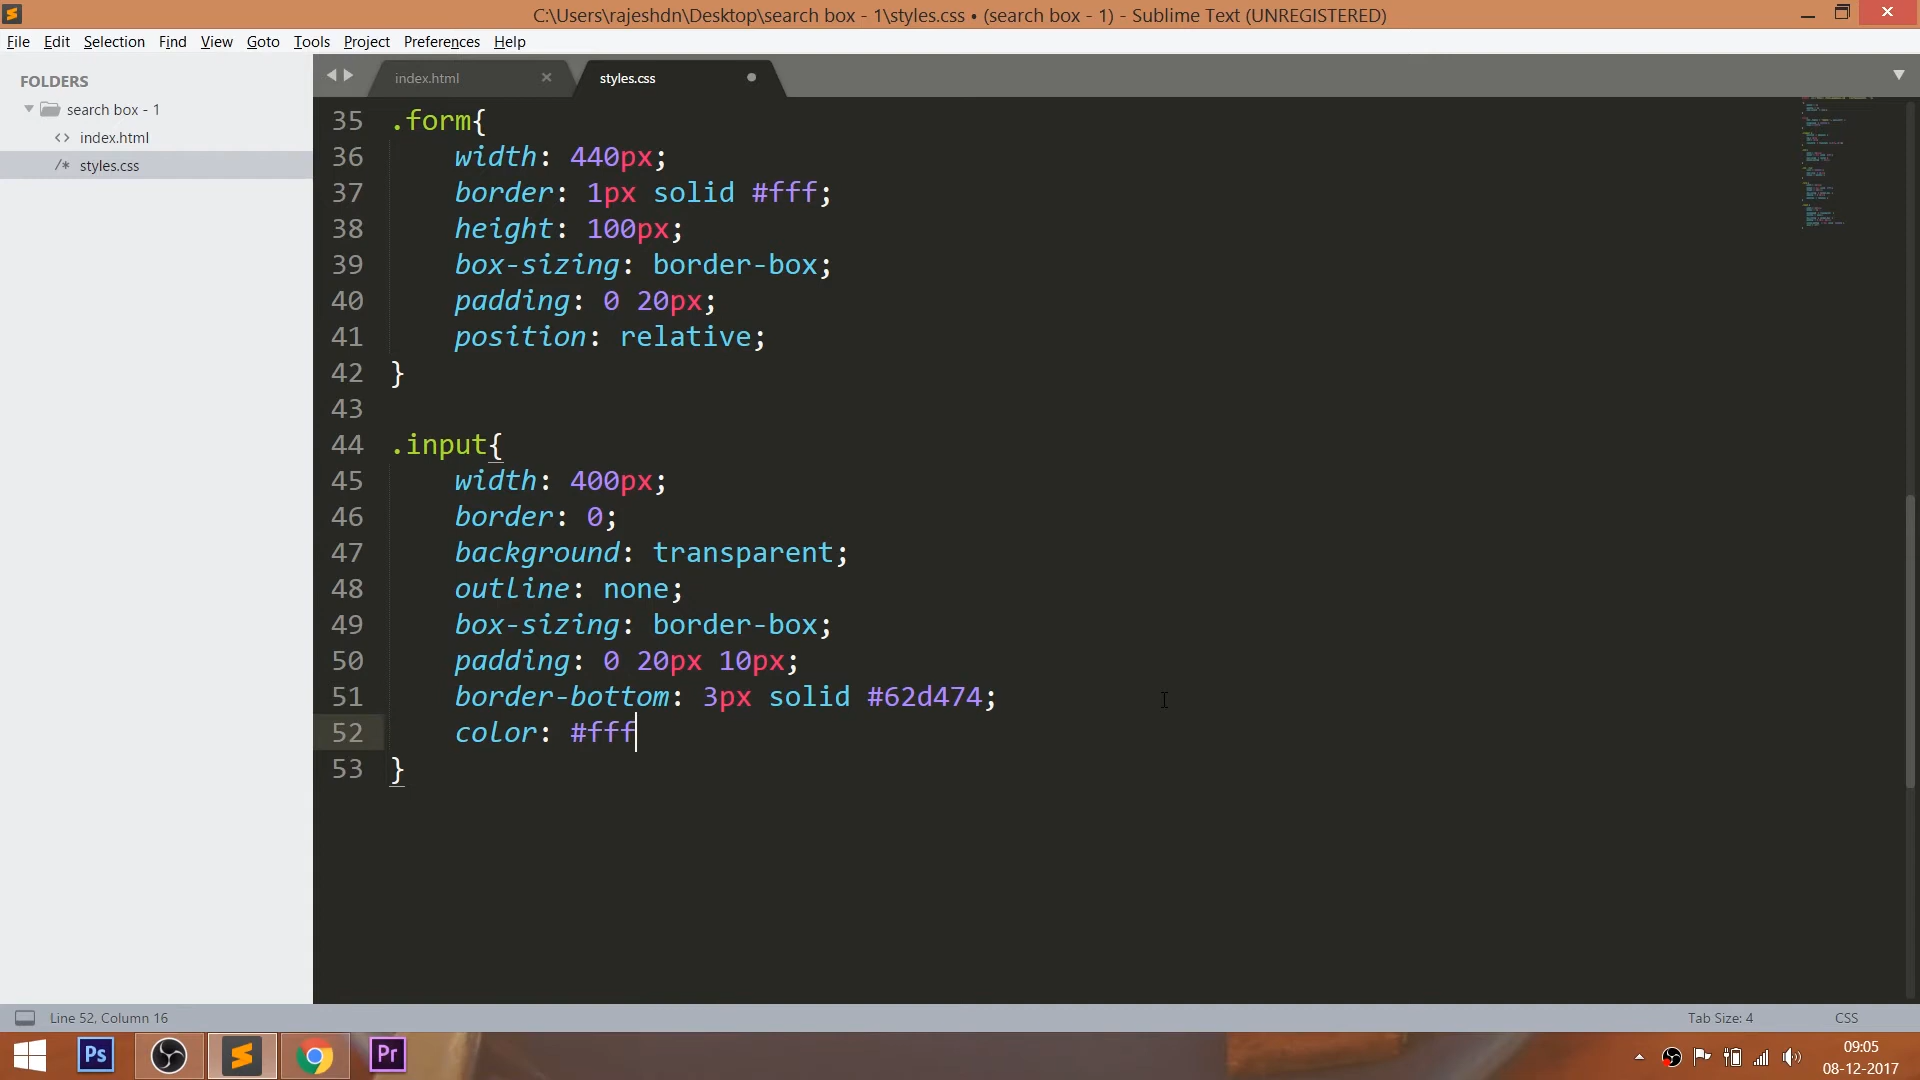 C:\Users\rajeshdn\Desktop\search box - 1\styles.css • (search box - 1) - Sublime Text (UNREGISTERED)
File Edit Selection Find View Goto Tools Project Preferences Help
FOLDERS
search box - 1
<> index.html
/* styles.css
index.html × styles.css
35 .form{
36 width: 440px;
37 border: 1px solid #fff;
38 height: 100px;
39 box-sizing: border-box;
40 padding: 0 20px;
41 position: relative;
42 }
43
44 .input{
45 width: 400px;
46 border: 0;
47 background: transparent;
48 outline: none;
49 box-sizing: border-box;
50 padding: 0 20px 10px;
51 border-bottom: 3px solid #62d474;
52 color: #fff
53 }
Line 52, Column 16 Tab Size: 4 CSS
Ps Pr
09:05
08-12-2017